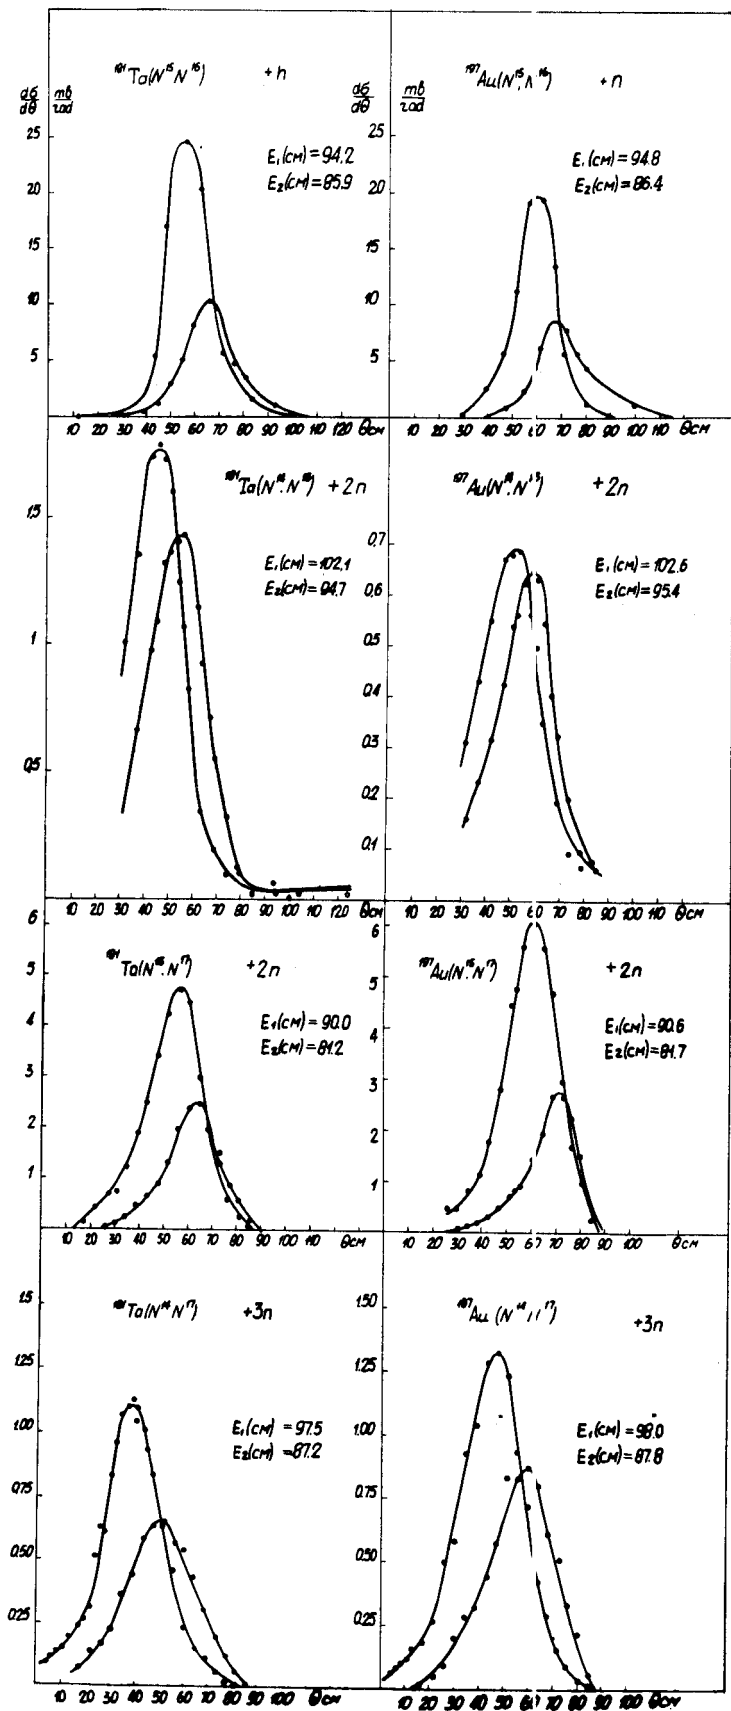 ¹⁸¹Ta(N¹⁵N¹⁶) +n
dб/dθ mb/rad
25
20
15
10
5
E₁(CM)=94.2
E₂(CM)=85.9
10 20 30 40 50 60 70 80 90 100 110 120 θCM
¹⁹⁷Au(N¹⁵, N¹⁶) +n
dб/dθ mb/rad
25
20
15
10
5
E₁(CM)=94.8
E₂(CM)=86.4
10 20 30 40 50 60 70 80 90 100 110 θCM
¹⁸¹Ta(N¹⁴.N¹⁶) +2n
1,5
1
0,5
E₁(CM)=102.1
E₂(CM)=94.7
10 20 30 40 50 60 70 80 90 100 110 120 θCM
¹⁹⁷Au(N¹⁴.N¹⁶) +2n
0.7
0.6
0.5
0.4
0.3
0.2
0.1
E₁(CM)=102.6
E₂(CM)=95.4
10 20 30 40 50 60 70 80 90 100 110 θCM
¹⁸¹Ta(N¹⁵.N¹⁷) +2n
6
5
4
3
2
1
E₁(CM)=90.0
E₂(CM)=81.2
10 20 30 40 50 60 70 80 90 100 110 θCM
¹⁹⁷Au(N¹⁵.N¹⁷) +2n
6
5
4
3
2
1
E₁(CM)=90.6
E₂(CM)=81.7
10 20 30 40 50 60 70 80 90 100 θCM
¹⁸¹Ta(N¹⁴N¹⁷) +3n
1.5
1.25
1.00
0.75
0.50
0.25
E₁(CM)=97.5
E₂(CM)=87.2
10 20 30 40 50 60 70 80 90 100 θCM
¹⁹⁷Au(N¹⁴N¹⁷) +3n
1.50
1.25
1.00
0.75
0.50
0.25
E₁(CM)=98.0
E₂(CM)=87.8
10 20 30 40 50 60 70 80 90 100 θCM